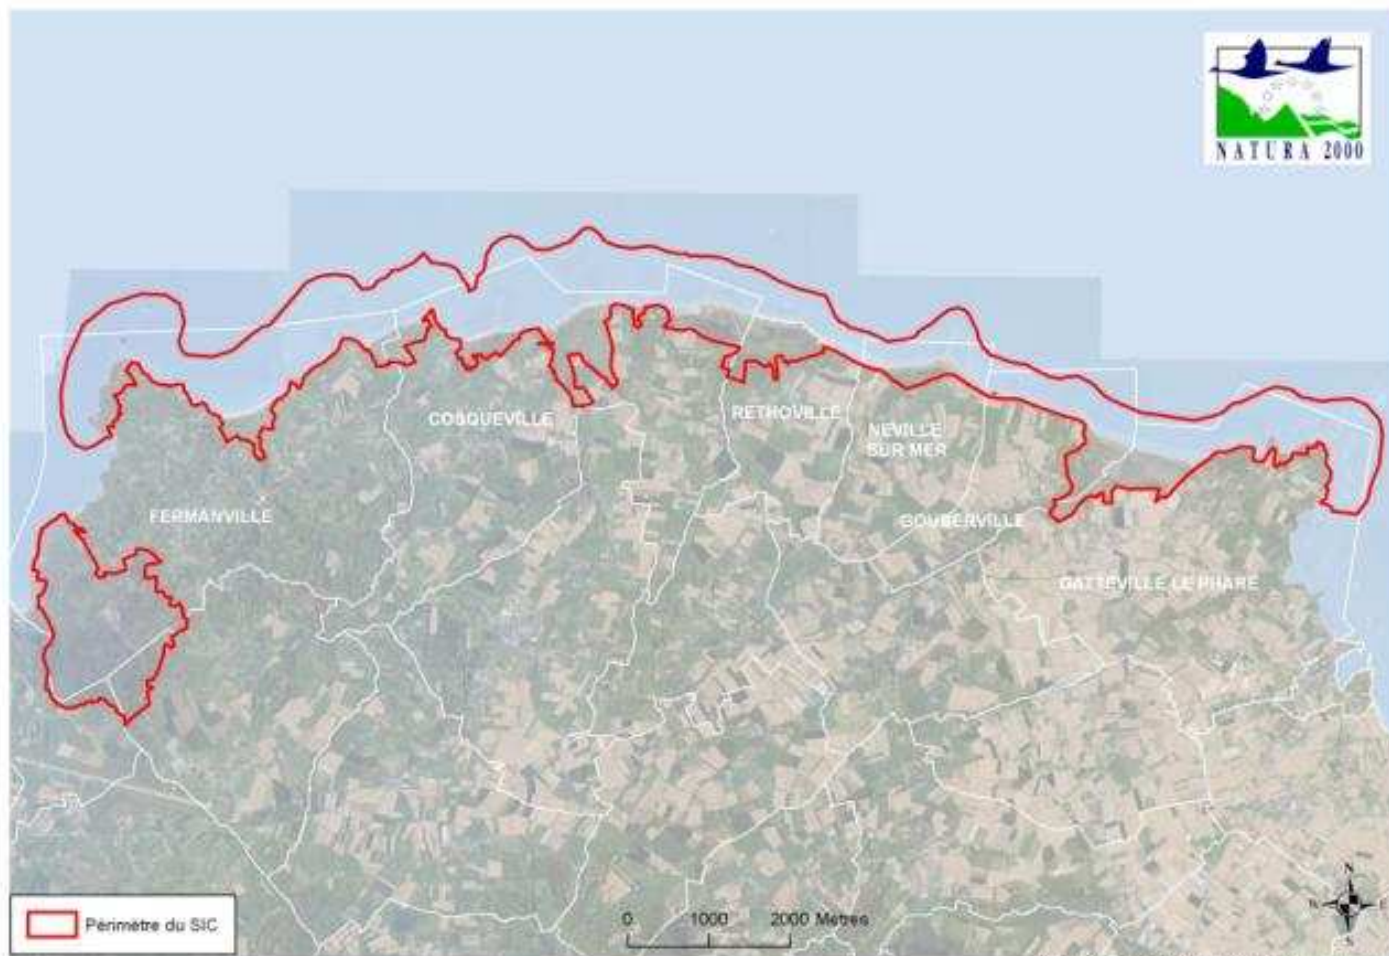 NATURA 2000
COSQUEVILLE
RETHOVILLE
NEVILLE
SUR MER
FERMANVILLE
GOUBERVILLE
GATTEVILLE LE PHARE
N
W E
S
Périmètre du SIC
0 1000 2000 Mètres